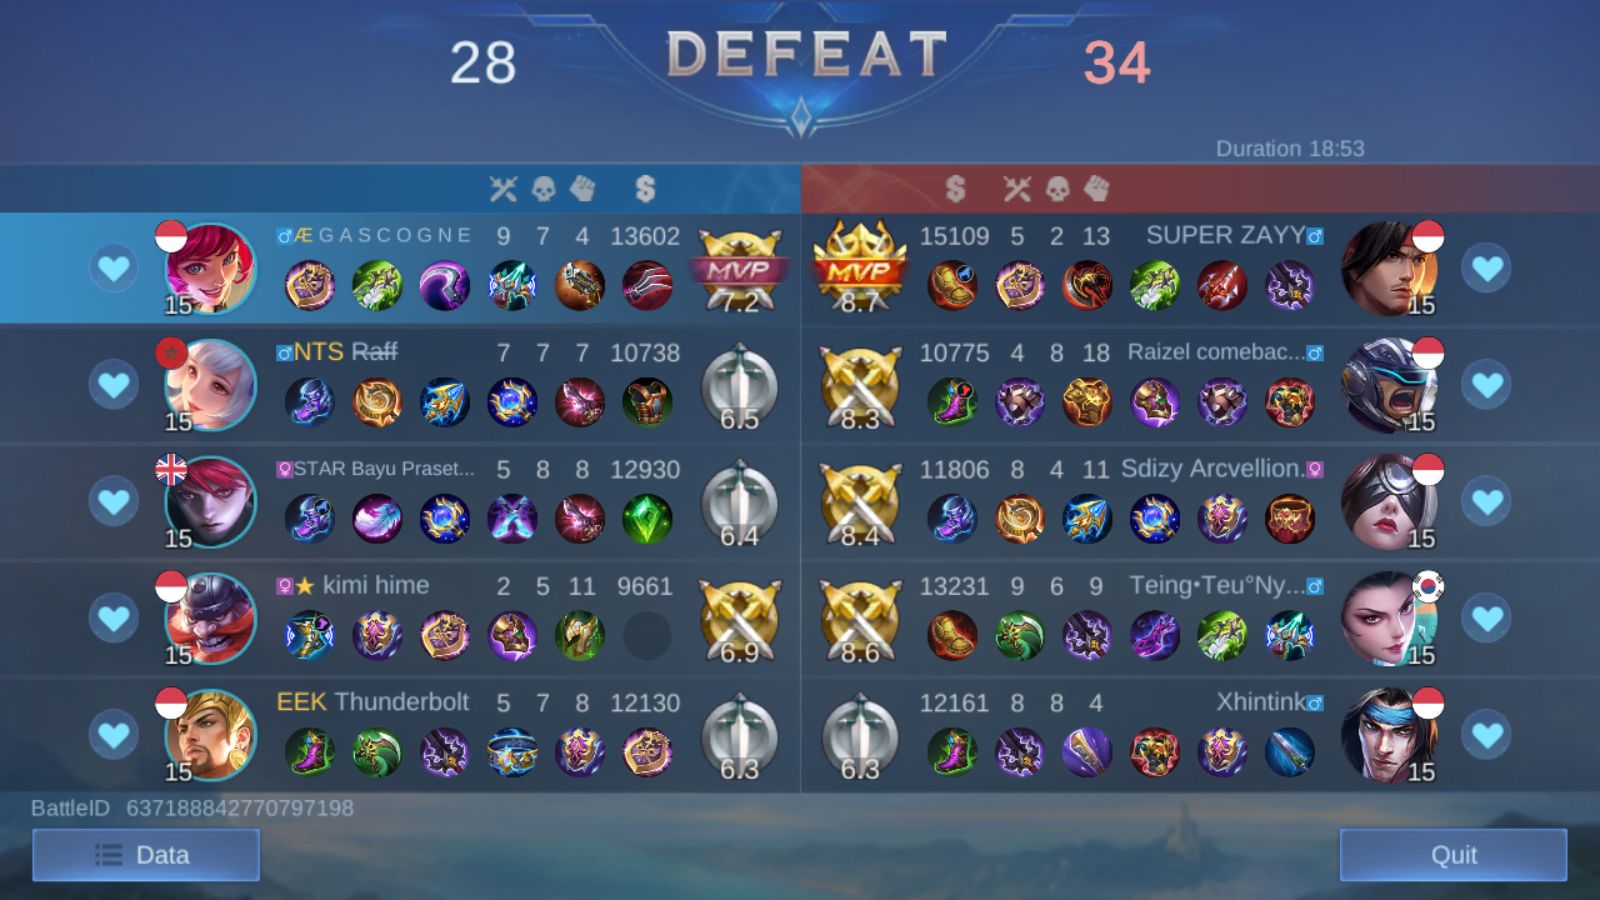 28 DEFEAT 34
Duration 18:53
Æ G A S C O G N E 9 7 4 13602 MVP 7.2
15
MVP 8.7 15109 5 2 13 SUPER ZAYY
15
NTS Raff 7 7 7 10738 6.5
15
8.3 10775 4 8 18 Raizel comebac...
15
STAR Bayu Praset... 5 8 8 12930 6.4
15
8.4 11806 8 4 11 Sdizy Arcvellion.
15
★ kimi hime 2 5 11 9661 6.9
15
8.6 13231 9 6 9 Teing•Teu°Ny...
15
EEK Thunderbolt 5 7 8 12130 6.3
15
6.3 12161 8 8 4 Xhintink
15
BattleID 637188842770797198
Data
Quit